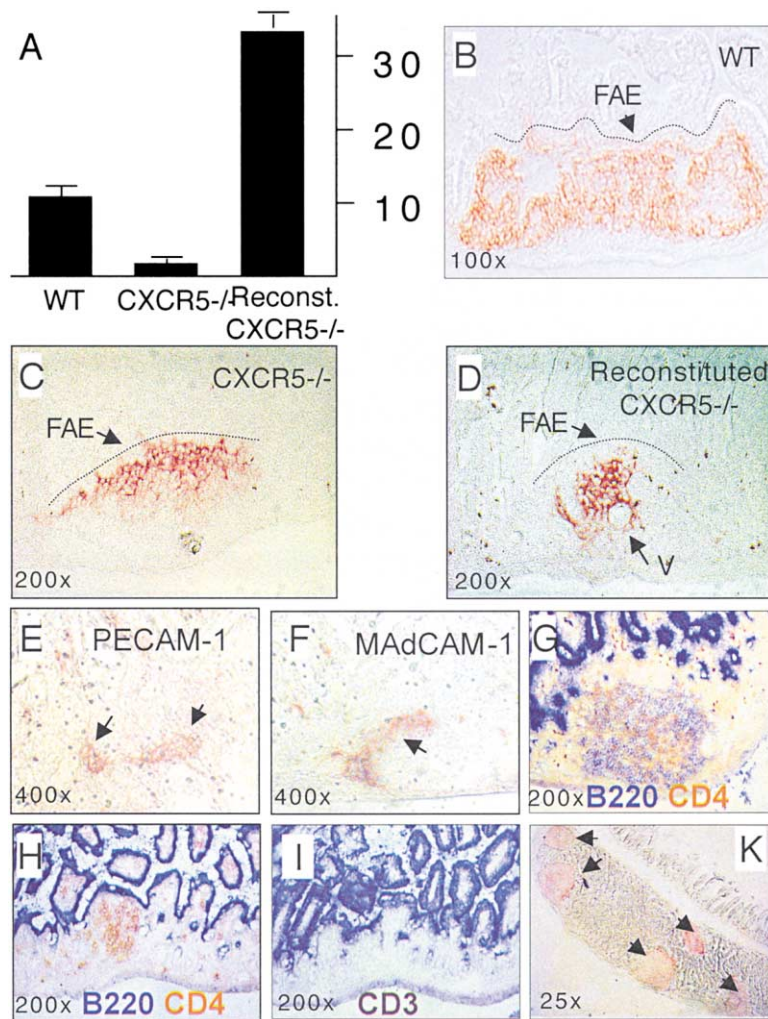 A
30
20
10
WT
CXCR5-/-
Reconst.
CXCR5-/-
B
WT
FAE
100x
C
CXCR5-/-
FAE
200x
D
Reconstituted
CXCR5-/-
FAE
V
200x
E
PECAM-1
400x
F
MAdCAM-1
400x
G
200x B220 CD4
H
200x B220 CD4
I
200x CD3
K
25x